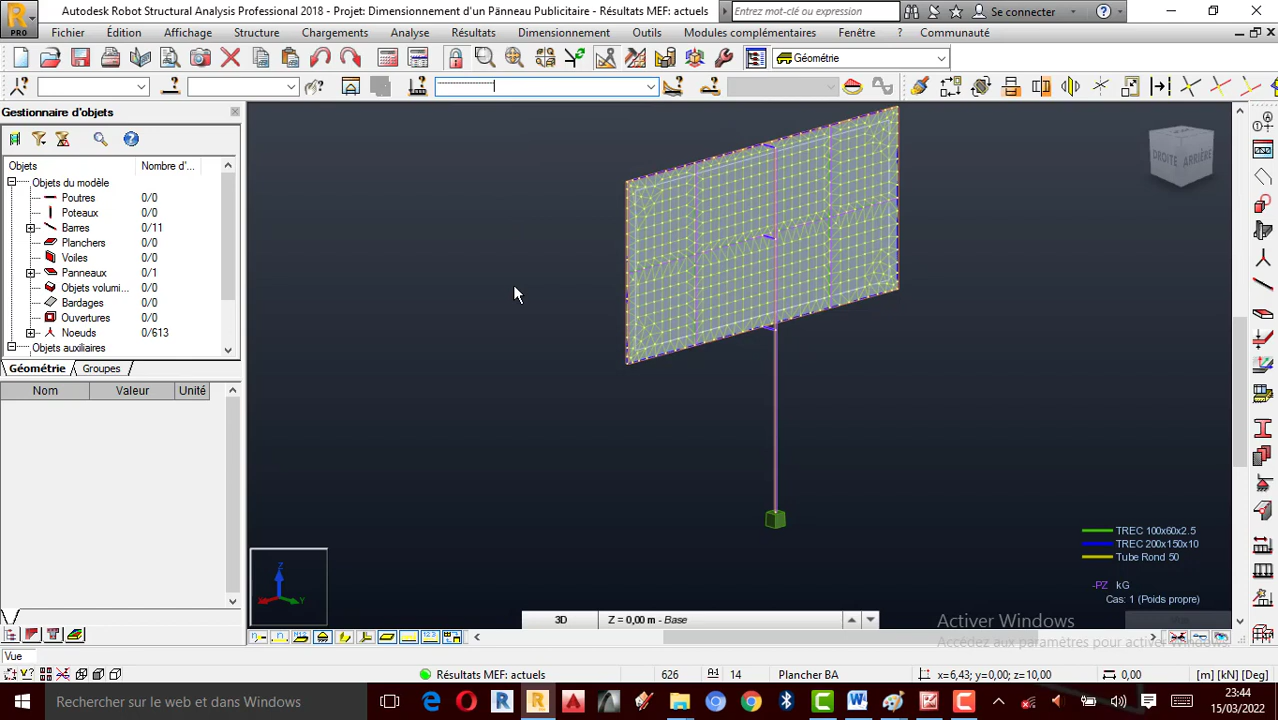 Autodesk Robot Structural Analysis Professional 2018 - Projet: Dimensionnement d'un Pänneau Publicitaire - Résultats MEF: actuels
Entrez mot-clé ou expression
Se connecter
PRO
Fichier Édition Affichage Structure Chargements Analyse Résultats Dimensionnement Outils Modules complémentaires Fenêtre ? Communauté
Géométrie
Gestionnaire d'objets
Objets Nombre d'...
Objets du modèle
Poutres 0/0
Poteaux 0/0
Barres 0/11
Planchers 0/0
Voiles 0/0
Panneaux 0/1
Objets volumi... 0/0
Bardages 0/0
Ouvertures 0/0
Noeuds 0/613
Objets auxiliaires
Géométrie Groupes
Nom Valeur Unité
DROITE ARRIÈRE
TREC 100x60x2.5
TREC 200x150x10
Tube Rond 50
-PZ kG
Cas: 1 (Poids propre)
Z
X Y
3D Z = 0,00 m - Base
Activer Windows
Accédez aux paramètres pour activer Windows.
Vue
Résultats MEF: actuels 626 14 Plancher BA x=6,43; y=0,00; z=10,00 0,00 [m] [kN] [Deg]
Rechercher sur le web et dans Windows
23:44
15/03/2022